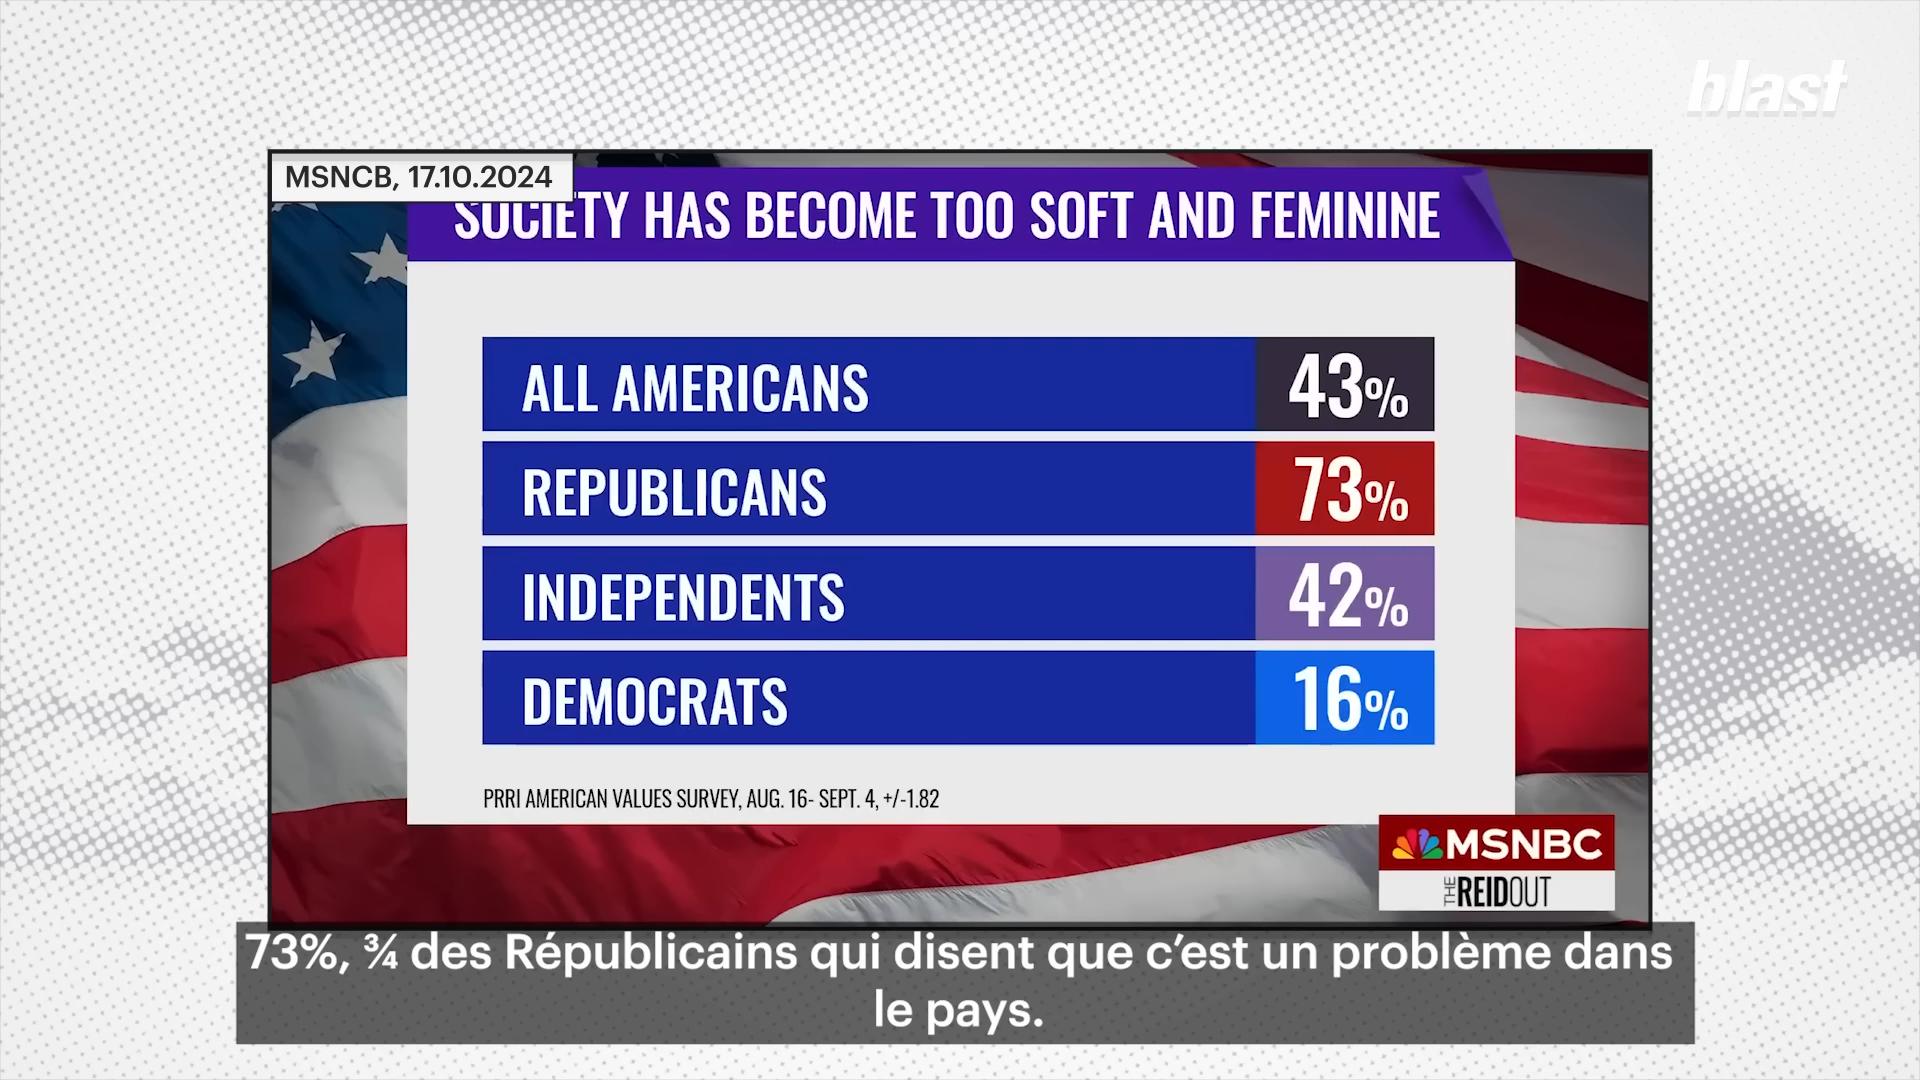 blast
MSNCB, 17.10.2024
SOCIETY HAS BECOME TOO SOFT AND FEMININE
ALL AMERICANS 43%
REPUBLICANS 73%
INDEPENDENTS 42%
DEMOCRATS 16%
PRRI AMERICAN VALUES SURVEY, AUG. 16- SEPT. 4, +/-1.82
MSNBC
THE REIDOUT
73%, ¾ des Républicains qui disent que c’est un problème dans
le pays.